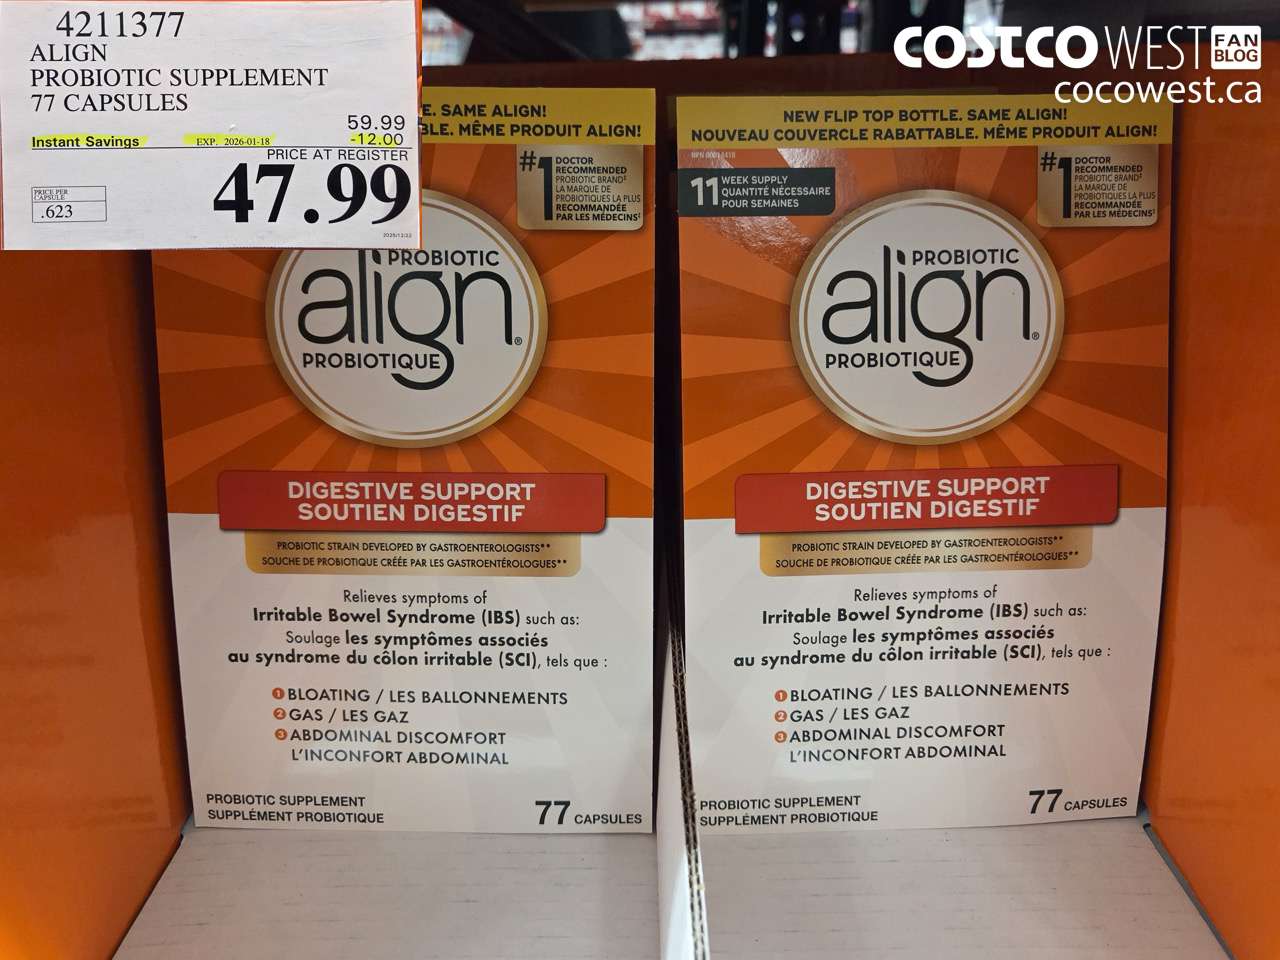 4211377
ALIGN
PROBIOTIC SUPPLEMENT
77 CAPSULES
59.99
Instant Savings EXP. 2026-01-18 -12.00
PRICE AT REGISTER
47.99
PRICE PER
CAPSULE
.623
2025/12/22
COSTCO WEST FAN BLOG
cocowest.ca
E. SAME ALIGN!
BLE. MÊME PRODUIT ALIGN!
#1 DOCTOR
RECOMMENDED
PROBIOTIC BRAND‡
LA MARQUE DE
PROBIOTIQUES LA PLUS
RECOMMANDÉE
PAR LES MÉDECINS‡
PROBIOTIC
align®
PROBIOTIQUE
DIGESTIVE SUPPORT
SOUTIEN DIGESTIF
PROBIOTIC STRAIN DEVELOPED BY GASTROENTEROLOGISTS**
SOUCHE DE PROBIOTIQUE CRÉÉE PAR LES GASTROENTÉROLOGUES**
Relieves symptoms of
Irritable Bowel Syndrome (IBS) such as:
Soulage les symptômes associés
au syndrome du côlon irritable (SCI), tels que :
1 BLOATING / LES BALLONNEMENTS
2 GAS / LES GAZ
3 ABDOMINAL DISCOMFORT
L'INCONFORT ABDOMINAL
PROBIOTIC SUPPLEMENT
SUPPLÉMENT PROBIOTIQUE
77 CAPSULES
NEW FLIP TOP BOTTLE. SAME ALIGN!
NOUVEAU COUVERCLE RABATTABLE. MÊME PRODUIT ALIGN!
11 WEEK SUPPLY
QUANTITÉ NÉCESSAIRE
POUR SEMAINES
#1 DOCTOR
RECOMMENDED
PROBIOTIC BRAND‡
LA MARQUE DE
PROBIOTIQUES LA PLUS
RECOMMANDÉE
PAR LES MÉDECINS‡
PROBIOTIC
align®
PROBIOTIQUE
DIGESTIVE SUPPORT
SOUTIEN DIGESTIF
PROBIOTIC STRAIN DEVELOPED BY GASTROENTEROLOGISTS**
SOUCHE DE PROBIOTIQUE CRÉÉE PAR LES GASTROENTÉROLOGUES**
Relieves symptoms of
Irritable Bowel Syndrome (IBS) such as:
Soulage les symptômes associés
au syndrome du côlon irritable (SCI), tels que :
1 BLOATING / LES BALLONNEMENTS
2 GAS / LES GAZ
3 ABDOMINAL DISCOMFORT
L'INCONFORT ABDOMINAL
PROBIOTIC SUPPLEMENT
SUPPLÉMENT PROBIOTIQUE
77 CAPSULES